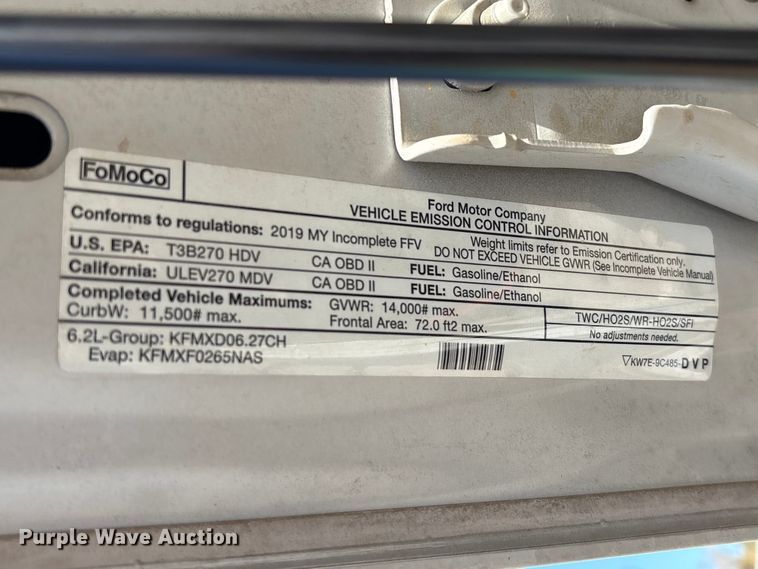 FoMoCo
Ford Motor Company
VEHICLE EMISSION CONTROL INFORMATION
Conforms to regulations: 2019 MY Incomplete FFV
Weight limits refer to Emission Certification only.
DO NOT EXCEED VEHICLE GVWR (See Incomplete Vehicle Manual)
U.S. EPA: T3B270 HDV CA OBD II FUEL: Gasoline/Ethanol
California: ULEV270 MDV CA OBD II FUEL: Gasoline/Ethanol
Completed Vehicle Maximums: GVWR: 14,000# max.
CurbW: 11,500# max. Frontal Area: 72.0 ft2 max.
TWC/HO2S/WR-HO2S/SFI
No adjustments needed.
6.2L-Group: KFMXD06.27CH
Evap: KFMXF0265NAS
KW7E-9C485-DVP
Purple Wave Auction